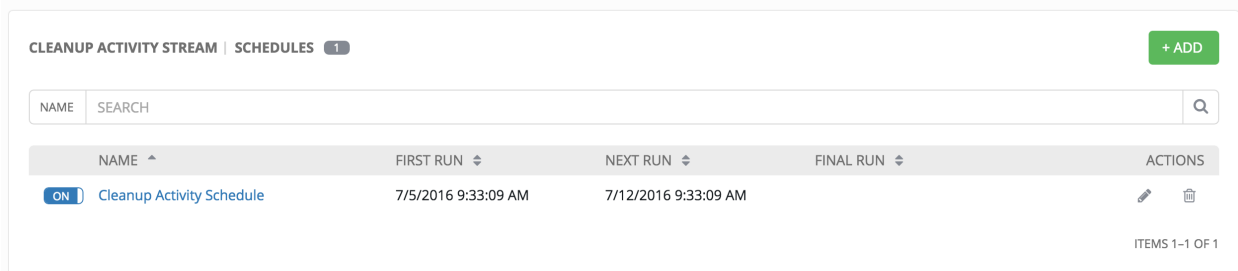 CLEANUP ACTIVITY STREAM | SCHEDULES 1
+ ADD
NAME SEARCH
NAME FIRST RUN NEXT RUN FINAL RUN ACTIONS
ON Cleanup Activity Schedule 7/5/2016 9:33:09 AM 7/12/2016 9:33:09 AM
ITEMS 1–1 OF 1